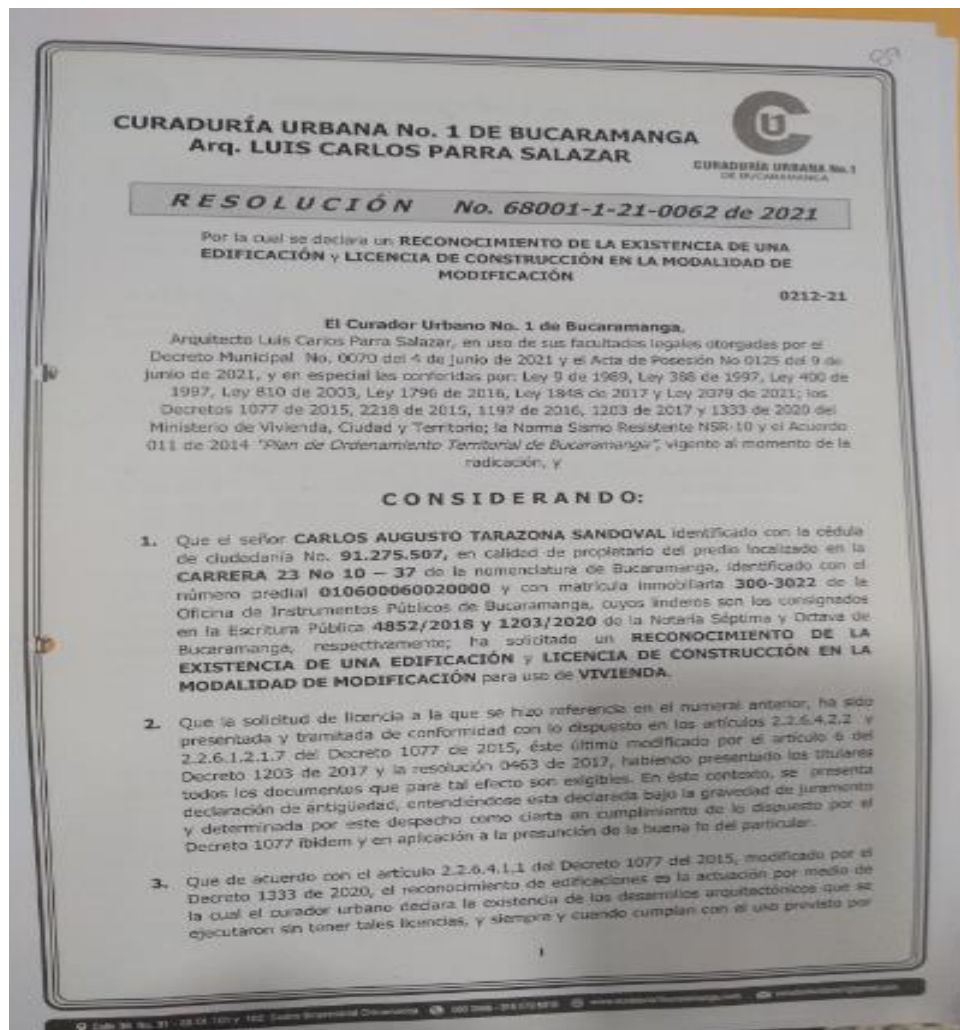 CURADURÍA URBANA No. 1 DE BUCARAMANGA
Arq. LUIS CARLOS PARRA SALAZAR
CURADURÍA URBANA No.1
DE BUCARAMANGA
RESOLUCIÓN No. 68001-1-21-0062 de 2021
Por la cual se declara un RECONOCIMIENTO DE LA EXISTENCIA DE UNA
EDIFICACIÓN y LICENCIA DE CONSTRUCCIÓN EN LA MODALIDAD DE
MODIFICACIÓN
0212-21
El Curador Urbano No. 1 de Bucaramanga,
Arquitecto Luis Carlos Parra Salazar, en uso de sus facultades legales otorgadas por el
Decreto Municipal No. 0070 del 4 de junio de 2021 y el Acta de Posesión No 0125 del 9 de
junio de 2021, y en especial las conferidas por: Ley 9 de 1989, Ley 388 de 1997, Ley 400 de
1997, Ley 810 de 2003, Ley 1796 de 2016, Ley 1848 de 2017 y Ley 2079 de 2021; los
Decretos 1077 de 2015, 2218 de 2015, 1197 de 2016, 1203 de 2017 y 1333 de 2020 del
Ministerio de Vivienda, Ciudad y Territorio; la Norma Sismo Resistente NSR-10 y el Acuerdo
011 de 2014 "Plan de Ordenamiento Territorial de Bucaramanga", vigente al momento de la
radicación, y
CONSIDERANDO:
1. Que el señor CARLOS AUGUSTO TARAZONA SANDOVAL identificado con la cédula
de ciudadanía No. 91.275.507, en calidad de propietario del predio localizado en la
CARRERA 23 No 10 – 37 de la nomenclatura de Bucaramanga, identificado con el
número predial 010600060020000 y con matrícula inmobiliaria 300-3022 de la
Oficina de Instrumentos Públicos de Bucaramanga, cuyos linderos son los consignados
en la Escritura Pública 4852/2018 y 1203/2020 de la Notaría Séptima y Octava de
Bucaramanga, respectivamente; ha solicitado un RECONOCIMIENTO DE LA
EXISTENCIA DE UNA EDIFICACIÓN y LICENCIA DE CONSTRUCCIÓN EN LA
MODALIDAD DE MODIFICACIÓN para uso de VIVIENDA.
2. Que la solicitud de licencia a la que se hizo referencia en el numeral anterior, ha sido
presentada y tramitada de conformidad con lo dispuesto en los artículos 2.2.6.4.2.2 y
2.2.6.1.2.1.7 del Decreto 1077 de 2015, éste último modificado por el artículo 6 del
Decreto 1203 de 2017 y la resolución 0463 de 2017, habiendo presentado los titulares
todos los documentos que para tal efecto son exigibles. En éste contexto, se presenta
declaración de antigüedad, entendiéndose esta declarada bajo la gravedad de juramento
y determinada por este despacho como cierta en cumplimiento de lo dispuesto por el
Decreto 1077 ibídem y en aplicación a la presunción de la buena fe del particular.
3. Que de acuerdo con el artículo 2.2.6.4.1.1 del Decreto 1077 del 2015, modificado por el
Decreto 1333 de 2020, el reconocimiento de edificaciones es la actuación por medio de
la cual el curador urbano declara la existencia de los desarrollos arquitectónicos que se
ejecutaron sin tener tales licencias, y siempre y cuando cumplan con el uso previsto por
1